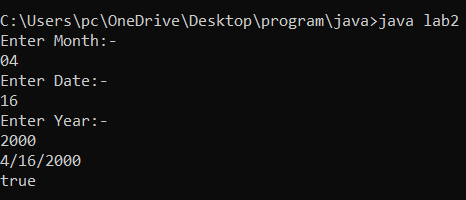 C:\Users\pc\OneDrive\Desktop\program\java>java lab2
Enter Month:-
04
Enter Date:-
16
Enter Year:-
2000
4/16/2000
true